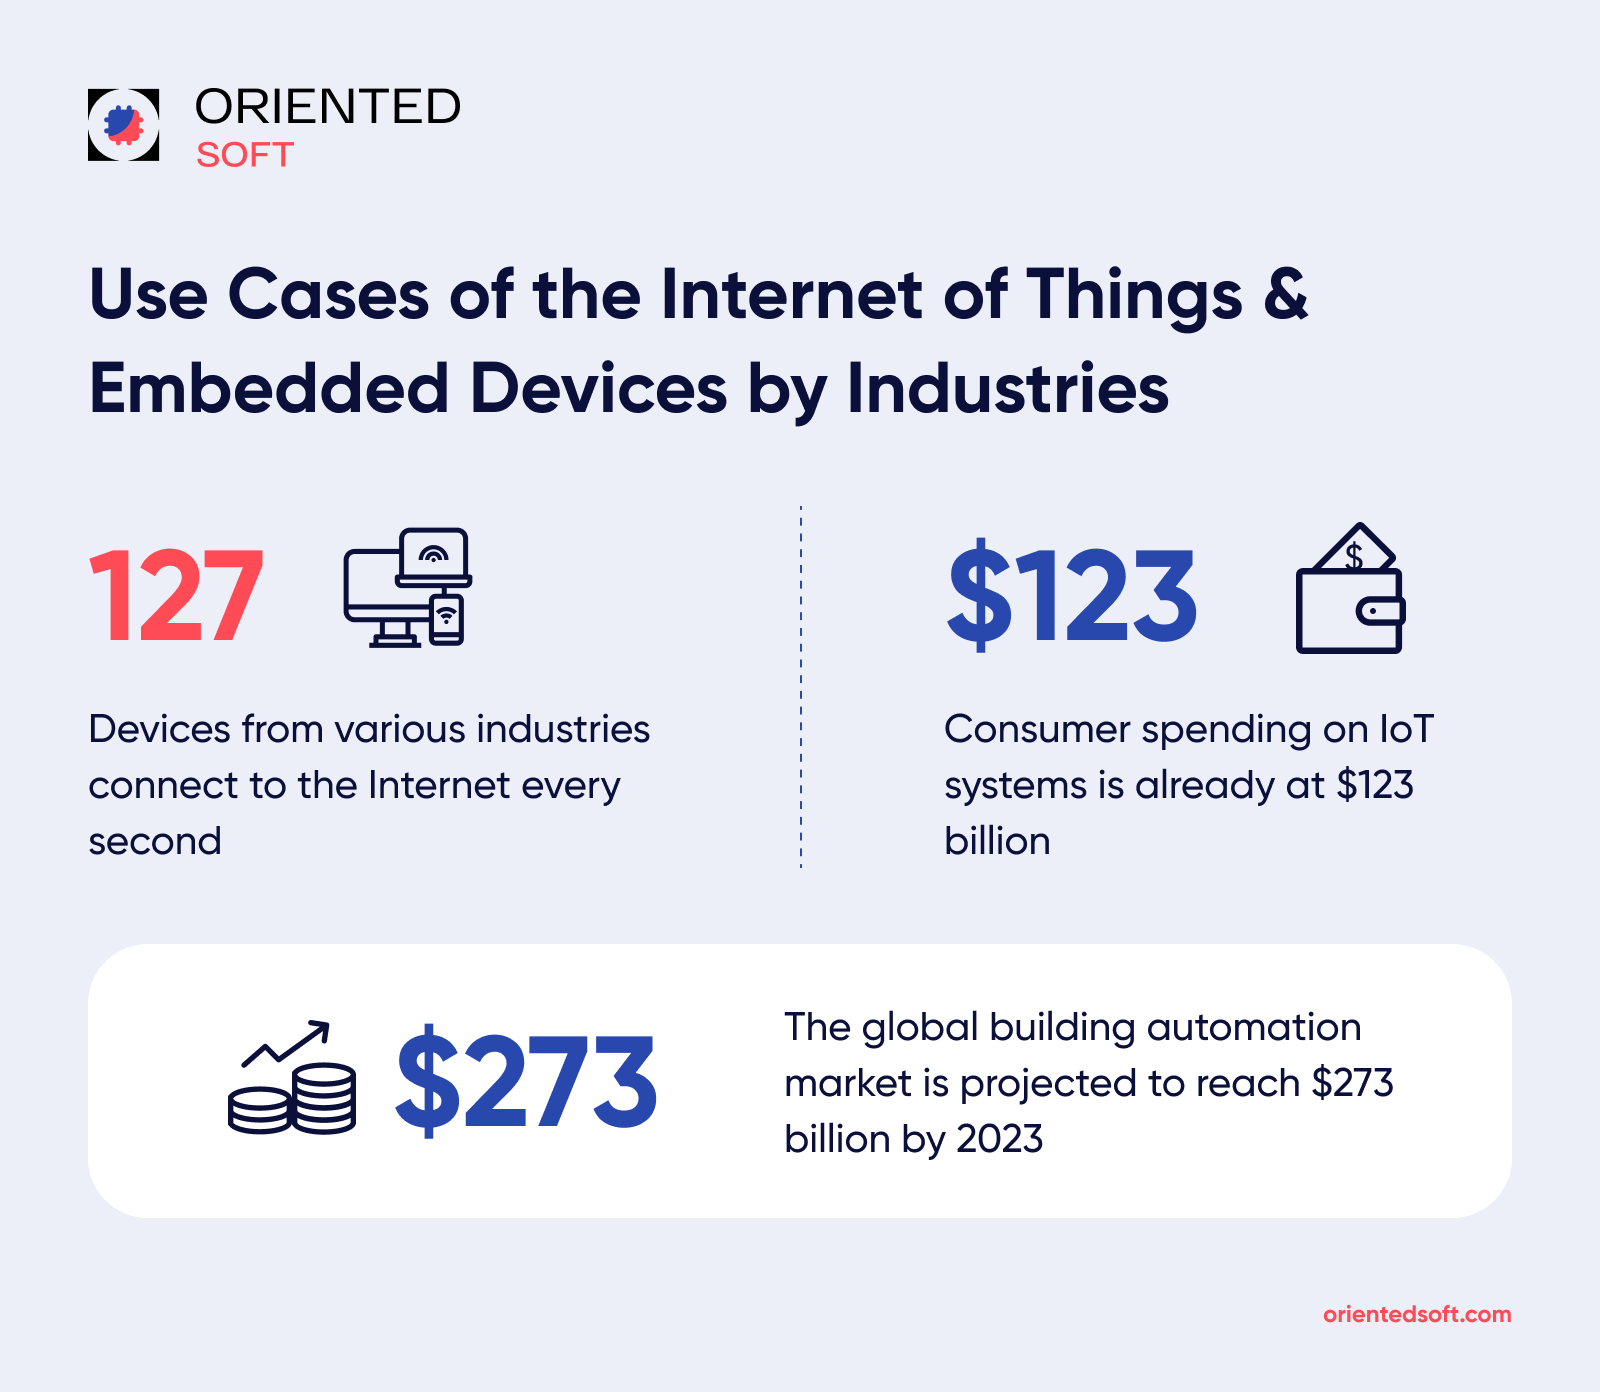 ORIENTED
SOFT
Use Cases of the Internet of Things &
Embedded Devices by Industries
127
Devices from various industries
connect to the Internet every
second
$123
$
Consumer spending on IoT
systems is already at $123
billion
$273
The global building automation
market is projected to reach $273
billion by 2023
orientedsoft.com